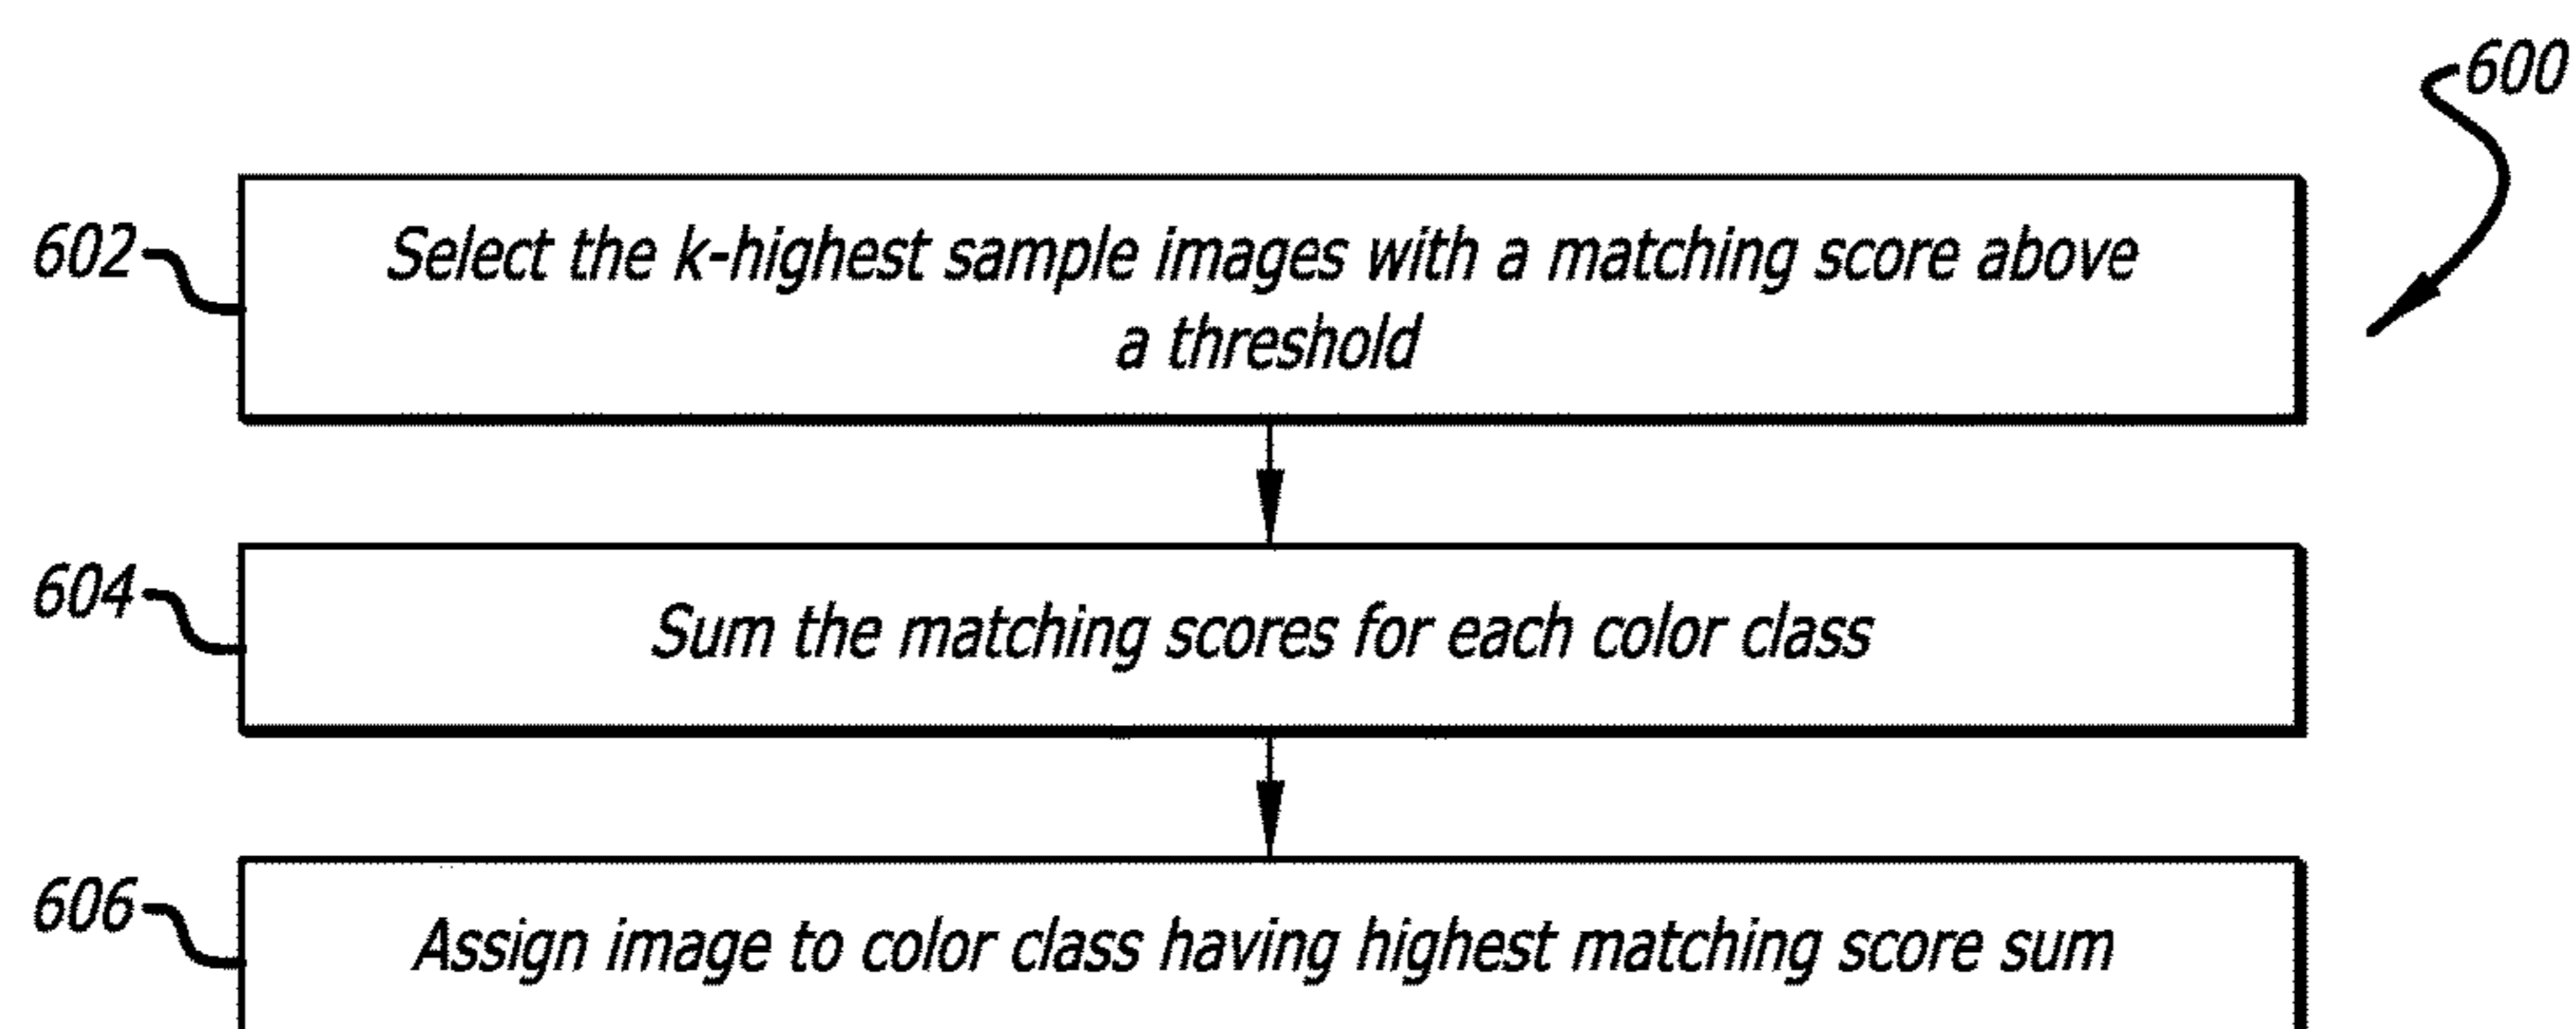 600
602
Select the k-highest sample images with a matching score above
a threshold
604
Sum the matching scores for each color class
606
Assign image to color class having highest matching score sum